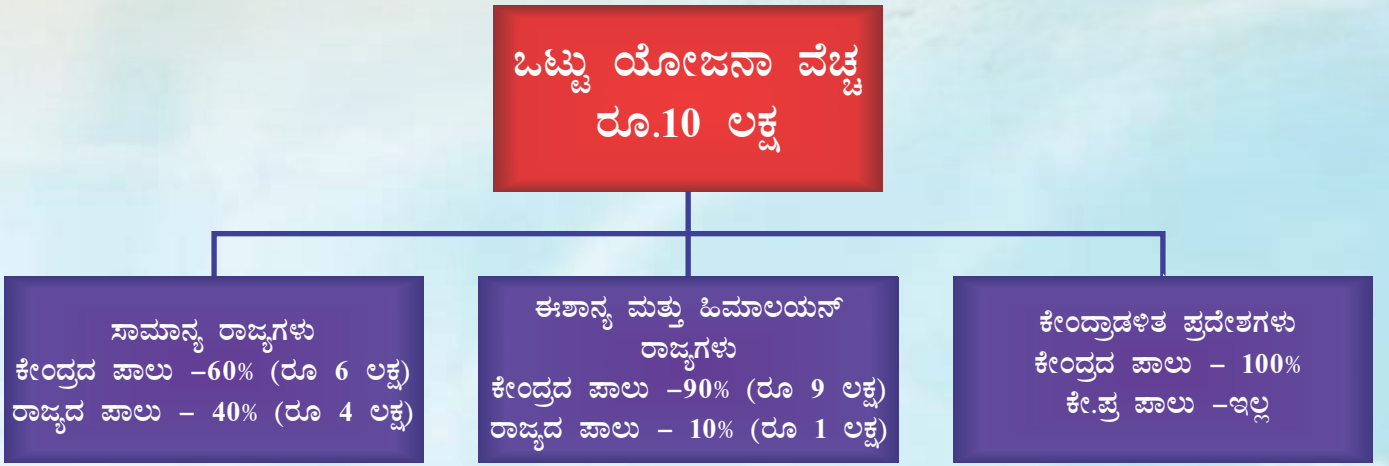 ಒಟ್ಟು ಯೋಜನಾ ವೆಚ್ಚ
ರೂ.10 ಲಕ್ಷ
ಸಾಮಾನ್ಯ ರಾಜ್ಯಗಳು
ಕೇಂದ್ರದ ಪಾಲು –60% (ರೂ 6 ಲಕ್ಷ)
ರಾಜ್ಯದ ಪಾಲು – 40% (ರೂ 4 ಲಕ್ಷ)
ಈಶಾನ್ಯ ಮತ್ತು ಹಿಮಾಲಯನ್
ರಾಜ್ಯಗಳು
ಕೇಂದ್ರದ ಪಾಲು –90% (ರೂ 9 ಲಕ್ಷ)
ರಾಜ್ಯದ ಪಾಲು – 10% (ರೂ 1 ಲಕ್ಷ)
ಕೇಂದ್ರಾಡಳಿತ ಪ್ರದೇಶಗಳು
ಕೇಂದ್ರದ ಪಾಲು – 100%
ಕೇ.ಪ್ರ ಪಾಲು –ಇಲ್ಲ